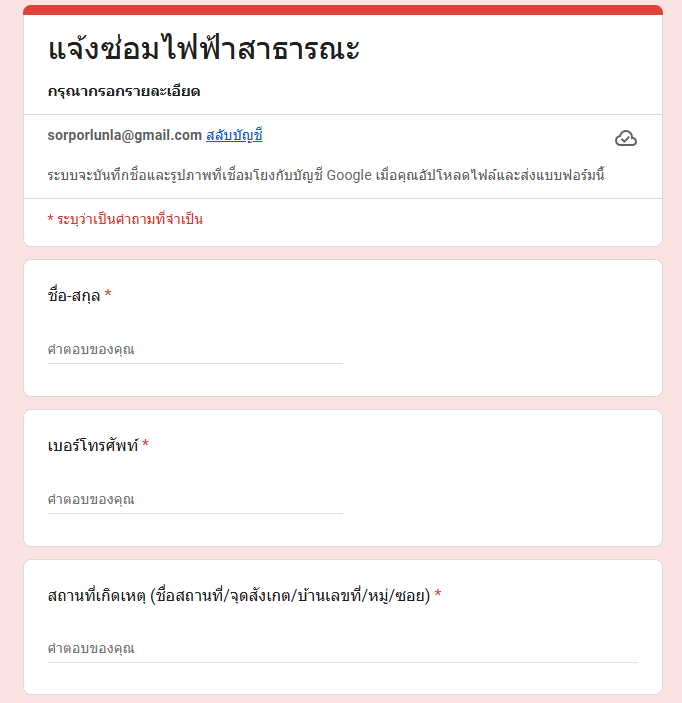 แจ้งซ่อมไฟฟ้าสาธารณะ
กรุณากรอกรายละเอียด
sorporlunla@gmail.com สลับบัญชี
ระบบจะบันทึกชื่อและรูปภาพที่เชื่อมโยงกับบัญชี Google เมื่อคุณอัปโหลดไฟล์และส่งแบบฟอร์มนี้
* ระบุว่าเป็นคำถามที่จำเป็น
ชื่อ-สกุล *
คำตอบของคุณ
เบอร์โทรศัพท์ *
คำตอบของคุณ
สถานที่เกิดเหตุ (ชื่อสถานที่/จุดสังเกต/บ้านเลขที่/หมู่/ซอย) *
คำตอบของคุณ